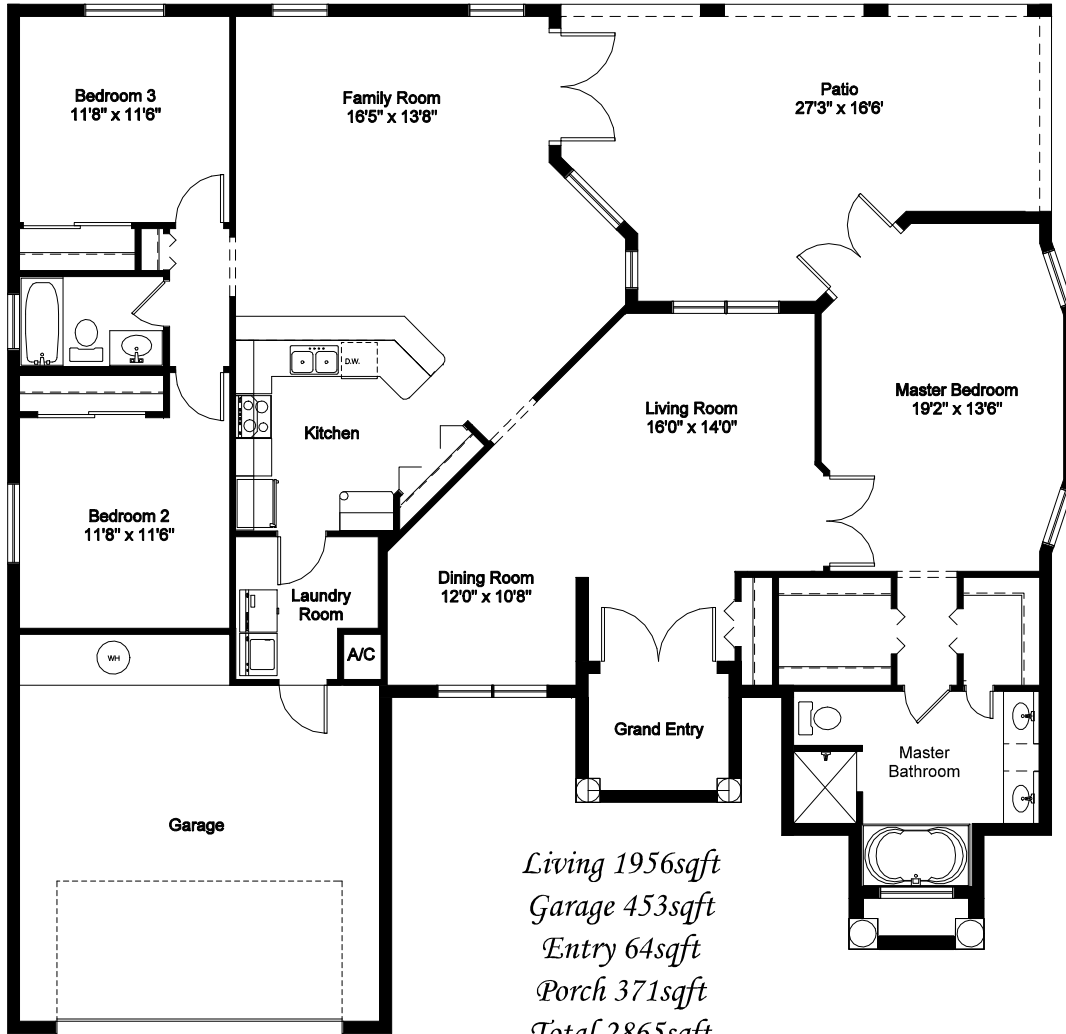 Bedroom 3
11'8" x 11'6"
Family Room
16'5" x 13'8"
Patio
27'3" x 16'6'
D.W.
Kitchen
Living Room
16'0" x 14'0"
Master Bedroom
19'2" x 13'6"
Bedroom 2
11'8" x 11'6"
Laundry
Room
Dining Room
12'0" x 10'8"
A/C
WH
Grand Entry
Master
Bathroom
Garage
Living 1956sqft
Garage 453sqft
Entry 64sqft
Porch 371sqft
Total 2865sqft